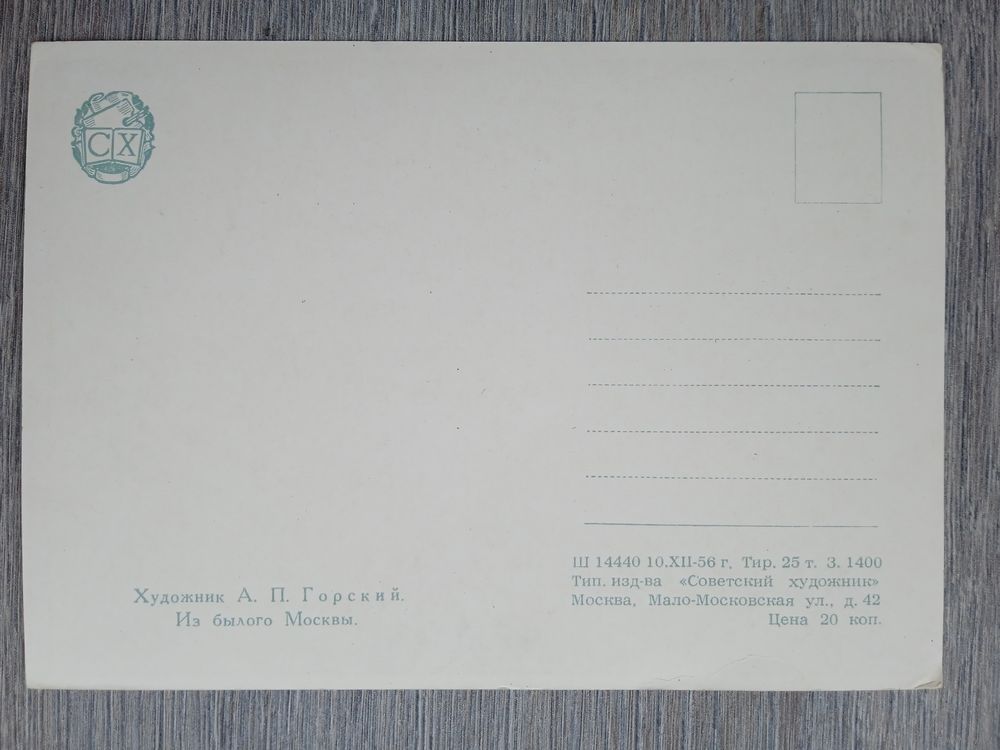 СХ
Художник А. П. Горский.
Из былого Москвы.
Ш 14440 10.XII-56 г. Тир. 25 т. З. 1400
Тип. изд-ва «Советский художник»
Москва, Мало-Московская ул., д. 42
Цена 20 коп.